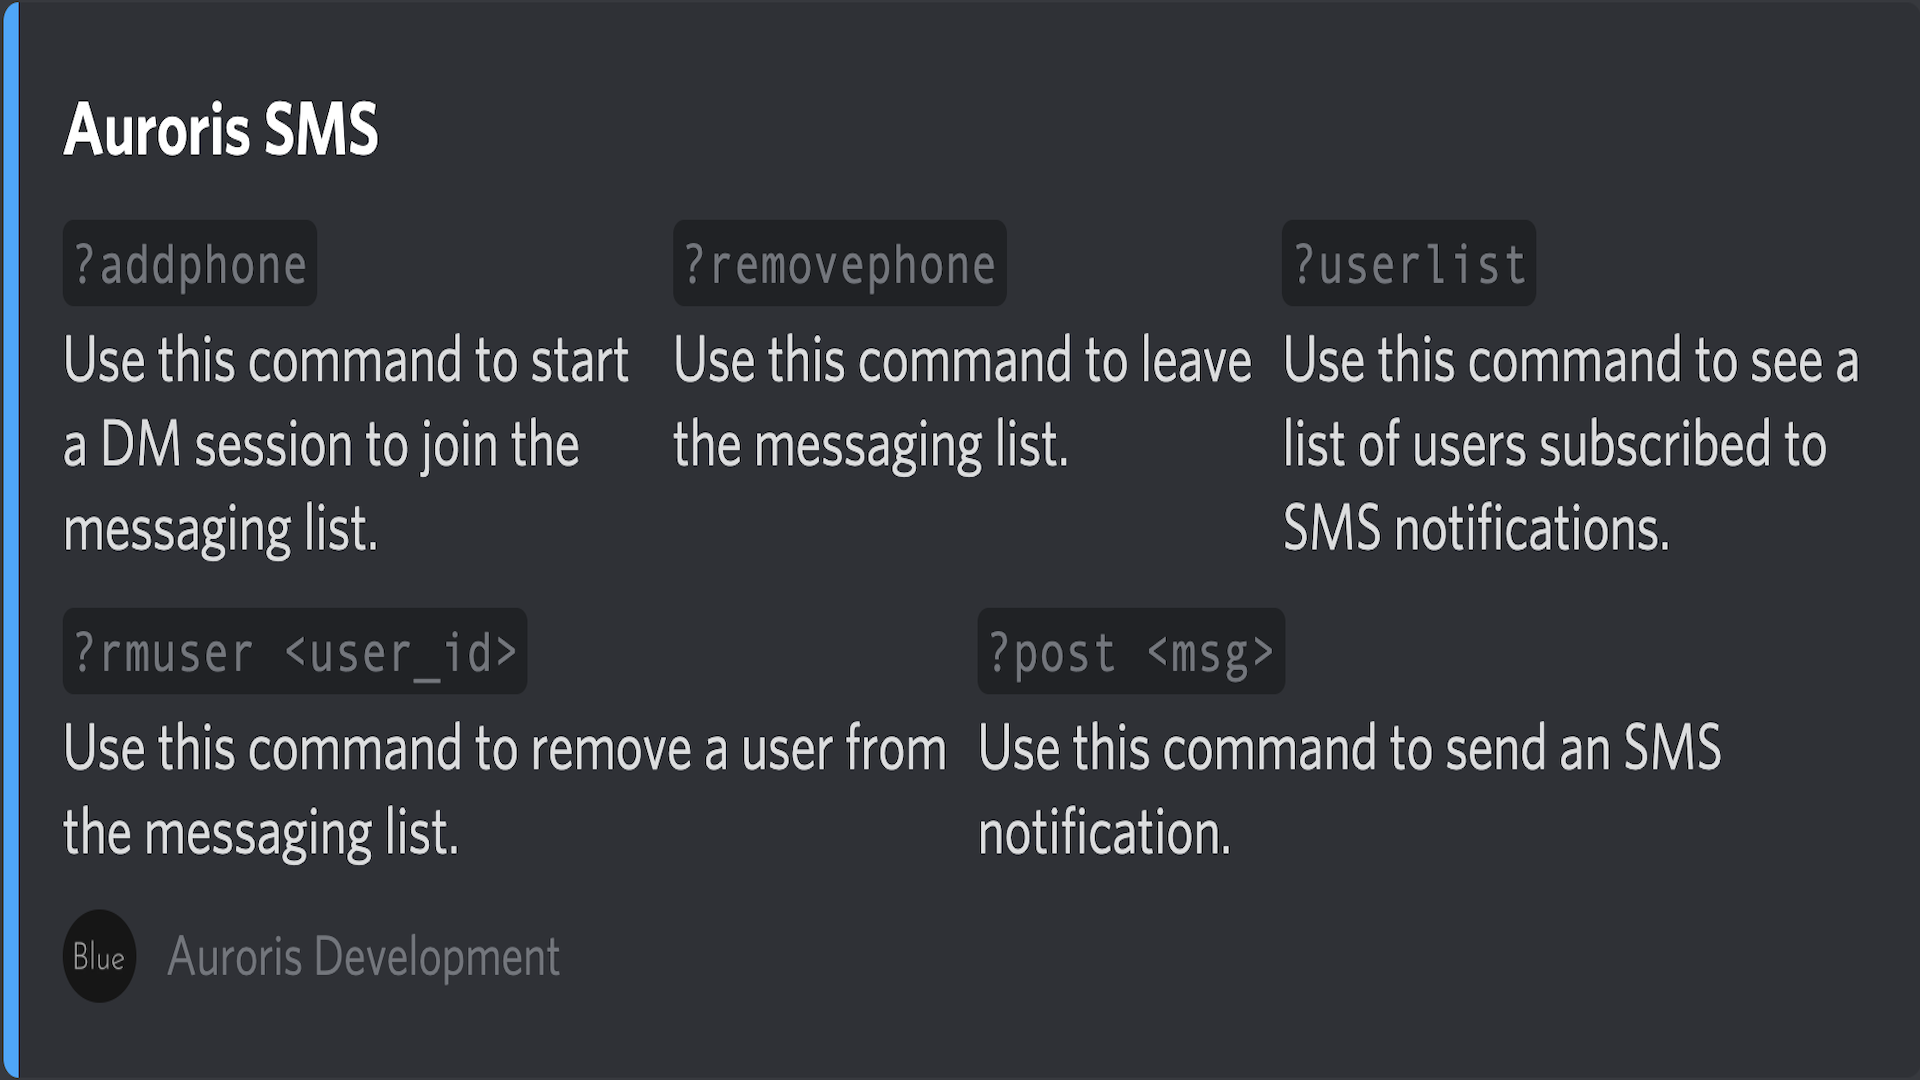 Auroris SMS
?addphone
Use this command to start
a DM session to join the
messaging list.
?removephone
Use this command to leave
the messaging list.
?userlist
Use this command to see a
list of users subscribed to
SMS notifications.
?rmuser <user_id>
Use this command to remove a user from
the messaging list.
?post <msg>
Use this command to send an SMS
notification.
Blue
Auroris Development